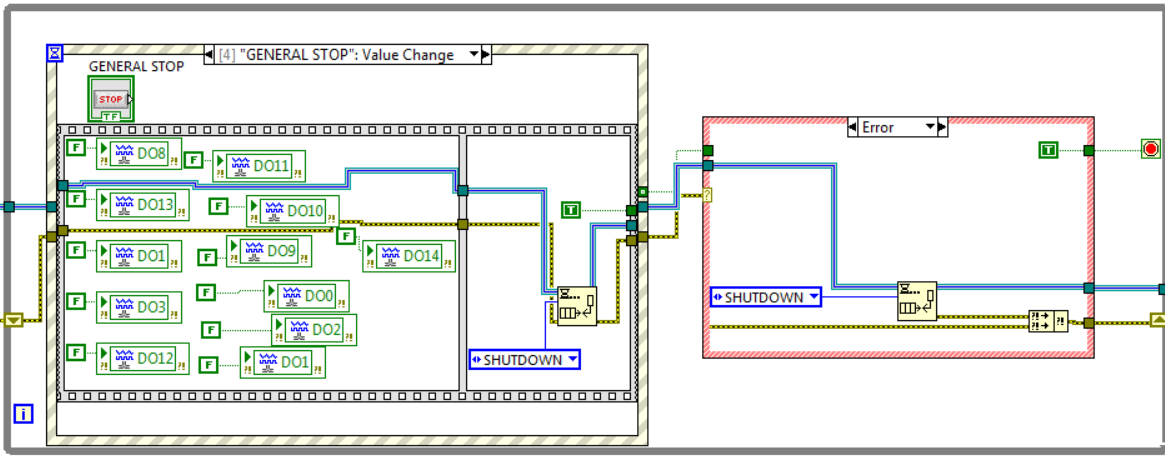 [4] "GENERAL STOP": Value Change
GENERAL STOP
STOP
TF
F DO8
F DO11
F DO13
F DO10
F DO14
F DO1
F DO9
F DO3
F DO0
F DO2
F DO12
F DO1
T
SHUTDOWN
i
Error
T
?
SHUTDOWN